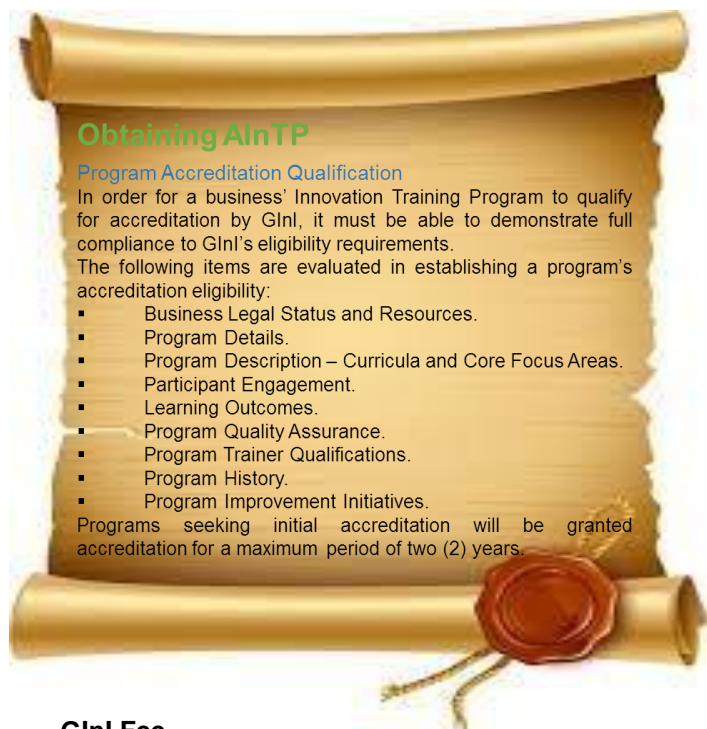 Obtaining AInTP
Program Accreditation Qualification
In order for a business' Innovation Training Program to qualify
for accreditation by GInI, it must be able to demonstrate full
compliance to GInI's eligibility requirements.
The following items are evaluated in establishing a program's
accreditation eligibility:
▪ Business Legal Status and Resources.
▪ Program Details.
▪ Program Description – Curricula and Core Focus Areas.
▪ Participant Engagement.
▪ Learning Outcomes.
▪ Program Quality Assurance.
▪ Program Trainer Qualifications.
▪ Program History.
▪ Program Improvement Initiatives.
Programs seeking initial accreditation will be granted
accreditation for a maximum period of two (2) years.
GInI Fee